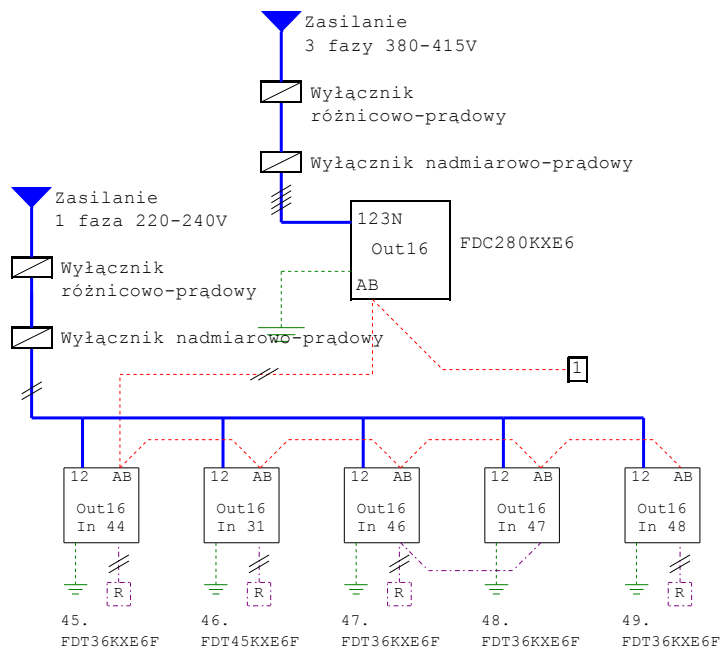 Zasilanie
3 fazy 380-415V
Wyłącznik
różnicowo-prądowy
Wyłącznik nadmiarowo-prądowy
Zasilanie
1 faza 220-240V
123N
Out16
AB
FDC280KXE6
Wyłącznik
różnicowo-prądowy
Wyłącznik nadmiarowo-prądowy
1
12 AB
Out16
In 44
12 AB
Out16
In 31
12 AB
Out16
In 46
12 AB
Out16
In 47
12 AB
Out16
In 48
R
R
R
R
45.
FDT36KXE6F
46.
FDT45KXE6F
47.
FDT36KXE6F
48.
FDT36KXE6F
49.
FDT36KXE6F